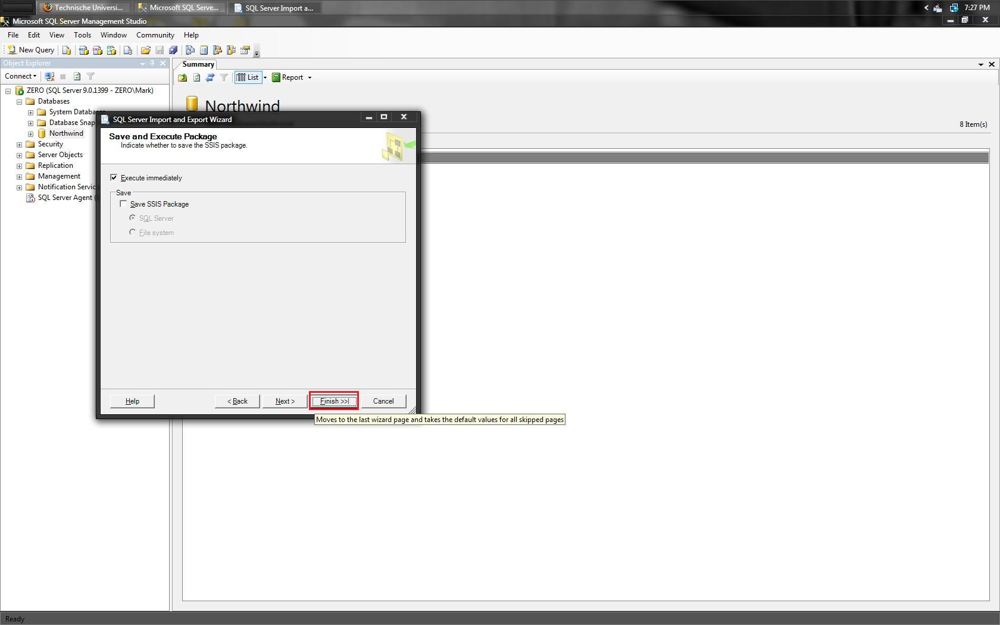 Technische Universi...
Microsoft SQL Serve...
SQL Server Import a...
7:27 PM
Microsoft SQL Server Management Studio
File Edit View Tools Window Community Help
New Query
Object Explorer
Summary
Connect
List
Report
ZERO (SQL Server 9.0.1399 - ZERO\Mark)
Databases
System Databases
Database Snap
Northwind
Security
Server Objects
Replication
Management
Notification Servic
SQL Server Agent (
Northwind
8 Item(s)
SQL Server Import and Export Wizard
Save and Execute Package
Indicate whether to save the SSIS package.
Execute immediately
Save
Save SSIS Package
SQL Server
File system
Help
< Back
Next >
Finish >>|
Cancel
Moves to the last wizard page and takes the default values for all skipped pages
Ready